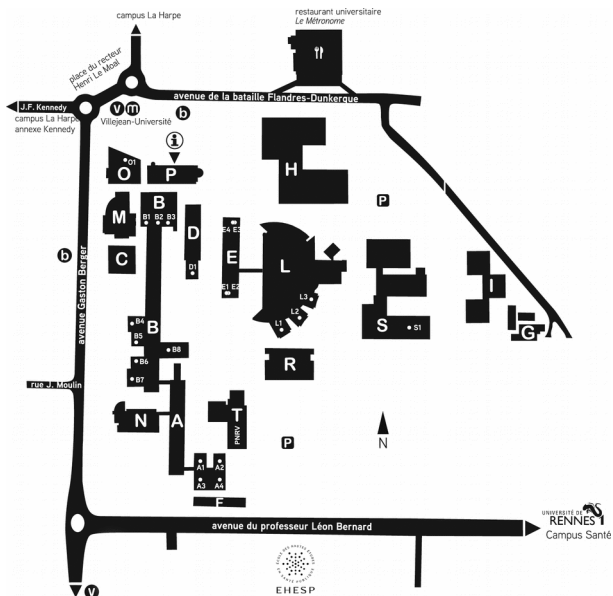 campus La Harpe
restaurant universitaire
Le Métronome
place du recteur
Henri Le Moal
avenue de la bataille Flandres-Dunkerque
J.F. Kennedy
campus La Harpe
annexe Kennedy
v m
Villejean-Université
b
i
O1
O
P
H
P
M
B
B1 B2 B3
D
D1
E4 E3
E
E1 E2
L
L3
L2
L1
C
b
avenue Gaston Berger
I
G
S
S1
B4
B
B5
B8
B6
B7
R
rue J. Moulin
N
A
T
PNRV
P
N
A1 A2
A3 A4
F
avenue du professeur Léon Bernard
UNIVERSITÉ DE
RENNES 1
Campus Santé
EHESP
v